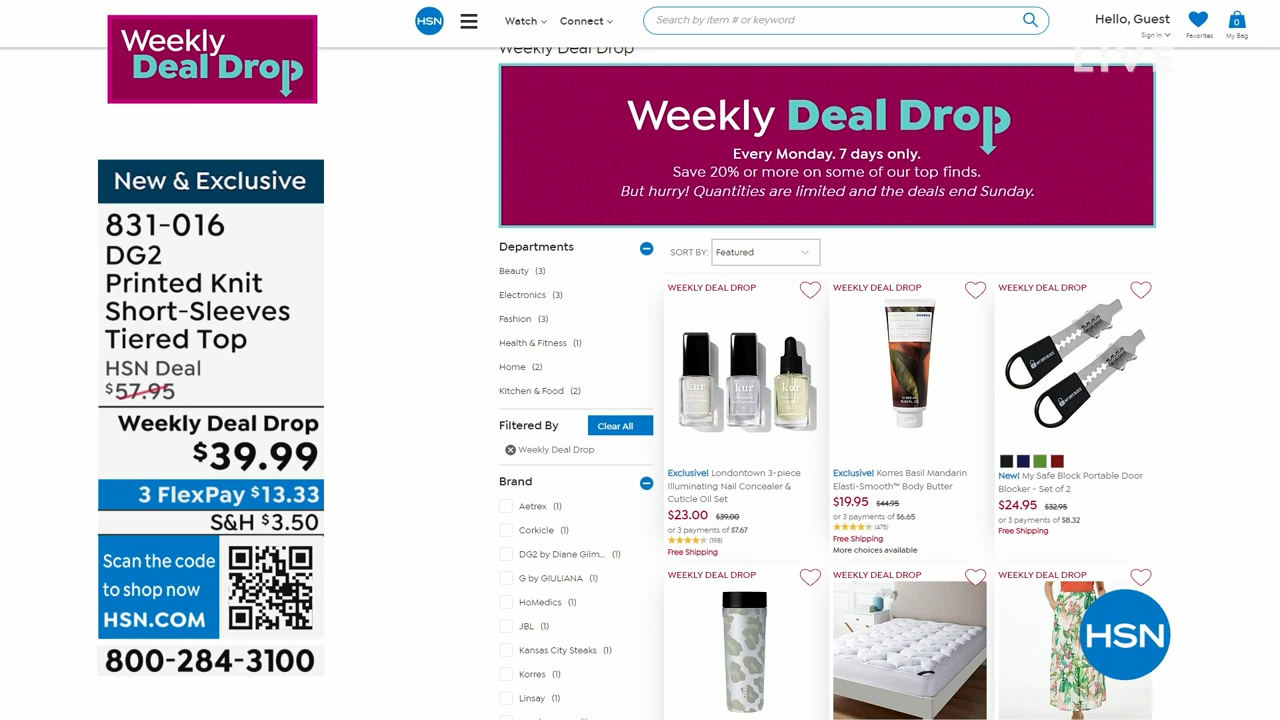 HSN
Watch
Connect
Search by item # or keyword
Hello, Guest
Sign in
Favorites
0
My Bag
LIVE
Weekly
Deal Drop
New & Exclusive
831-016
DG2
Printed Knit
Short-Sleeves
Tiered Top
HSN Deal
$57.95
Weekly Deal Drop
$39.99
3 FlexPay $13.33
S&H $3.50
Scan the code
to shop now
HSN.COM
800-284-3100
Weekly Deal Drop
Weekly Deal Drop
Every Monday. 7 days only.
Save 20% or more on some of our top finds.
But hurry! Quantities are limited and the deals end Sunday.
Departments
Beauty (3)
Electronics (3)
Fashion (3)
Health & Fitness (1)
Home (2)
Kitchen & Food (2)
Filtered By
Clear All
Weekly Deal Drop
Brand
Aetrex (1)
Corkicle (1)
DG2 by Diane Gilm... (1)
G by GIULIANA (1)
HoMedics (1)
JBL (1)
Kansas City Steaks (1)
Korres (1)
Linsay (1)
SORT BY: Featured
WEEKLY DEAL DROP
kur
kur
kur
Exclusive! Londontown 3-piece
Illuminating Nail Concealer &
Cuticle Oil Set
$23.00 $39.00
or 3 payments of $7.67
(198)
Free Shipping
WEEKLY DEAL DROP
KORRES
Exclusive! Korres Basil Mandarin
Elasti-Smooth™ Body Butter
$19.95 $44.95
or 3 payments of $6.65
(475)
Free Shipping
More choices available
WEEKLY DEAL DROP
New! My Safe Block Portable Door
Blocker - Set of 2
$24.95 $32.95
or 3 payments of $8.32
Free Shipping
WEEKLY DEAL DROP
WEEKLY DEAL DROP
WEEKLY DEAL DROP
HSN